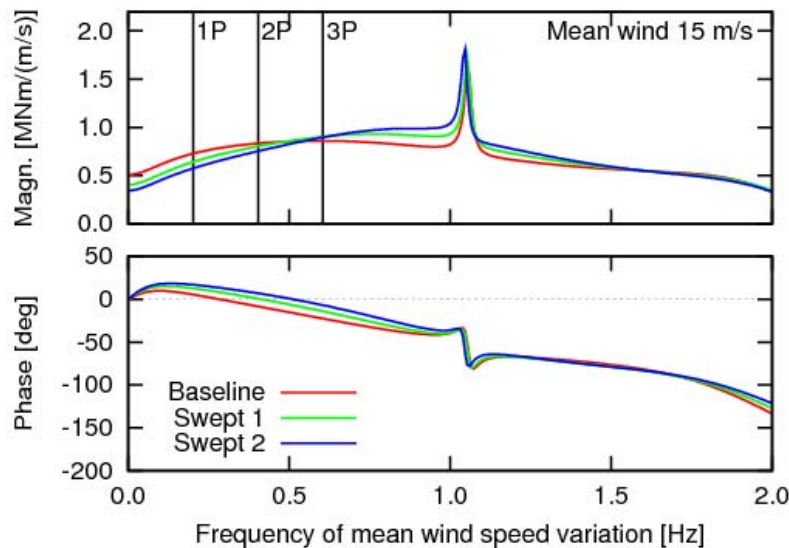 2.0
1P 2P 3P Mean wind 15 m/s
1.5
1.0
0.5
0.0
Magn. [MNm/(m/s)]
50
0
-50
-100
-150
-200
Phase [deg]
Baseline
Swept 1
Swept 2
0.0 0.5 1.0 1.5 2.0
Frequency of mean wind speed variation [Hz]